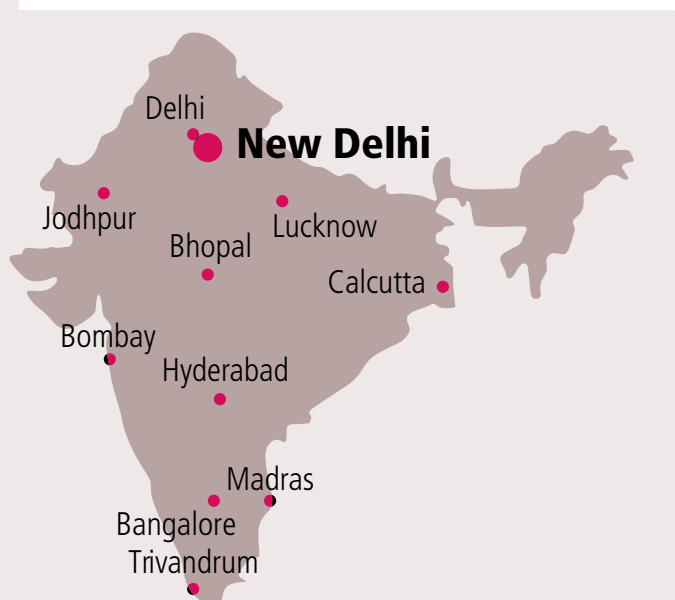 Delhi
New Delhi
Jodhpur
Lucknow
Bhopal
Calcutta
Bombay
Hyderabad
Madras
Bangalore
Trivandrum